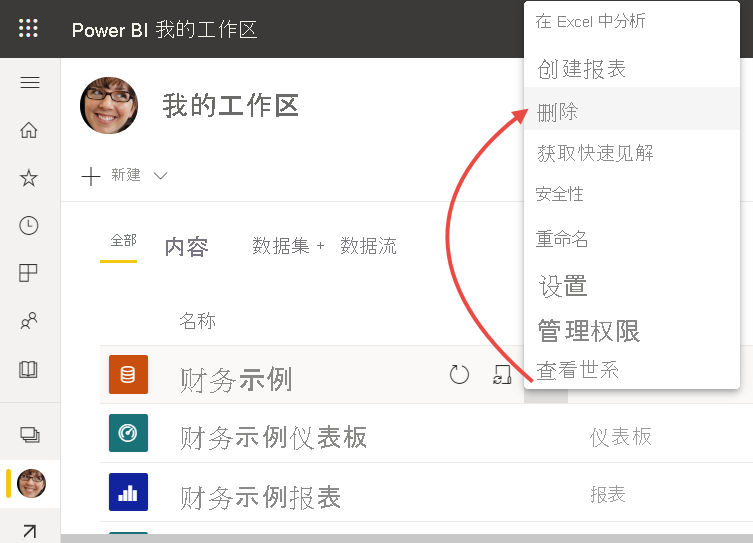 Power BI 我的工作区
我的工作区
新建
全部 内容 数据集 + 数据流
名称
财务示例
财务示例仪表板 仪表板
财务示例报表 报表
在 Excel 中分析
创建报表
删除
获取快速见解
安全性
重命名
设置
管理权限
查看世系